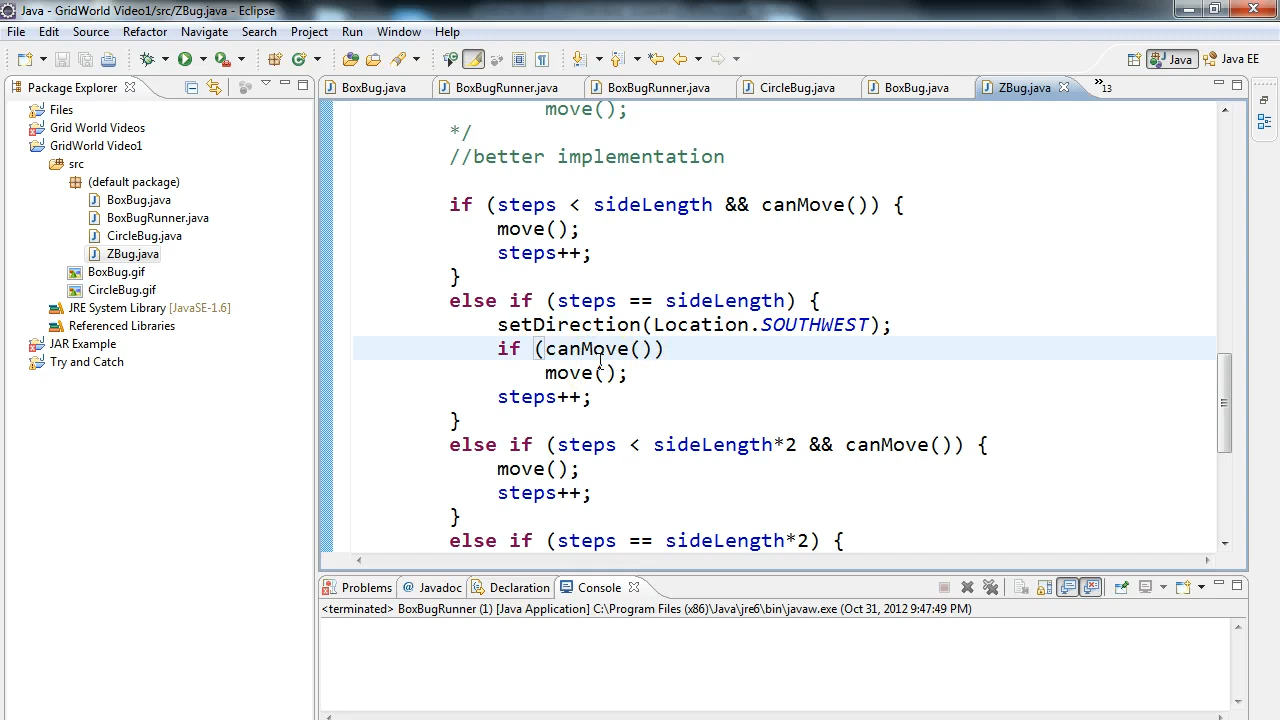 Java - GridWorld Video1/src/ZBug.java - Eclipse
File Edit Source Refactor Navigate Search Project Run Window Help
Java Java EE
Package Explorer
Files
Grid World Videos
GridWorld Video1
src
(default package)
BoxBug.java
BoxBugRunner.java
CircleBug.java
ZBug.java
BoxBug.gif
CircleBug.gif
JRE System Library [JavaSE-1.6]
Referenced Libraries
JAR Example
Try and Catch
BoxBug.java BoxBugRunner.java BoxBugRunner.java CircleBug.java BoxBug.java ZBug.java »13
move();
*/
//better implementation
if (steps < sideLength && canMove()) {
move();
steps++;
}
else if (steps == sideLength) {
setDirection(Location.SOUTHWEST);
if (canMove())
move();
steps++;
}
else if (steps < sideLength*2 && canMove()) {
move();
steps++;
}
else if (steps == sideLength*2) {
Problems @ Javadoc Declaration Console
<terminated> BoxBugRunner (1) [Java Application] C:\Program Files (x86)\Java\jre6\bin\javaw.exe (Oct 31, 2012 9:47:49 PM)